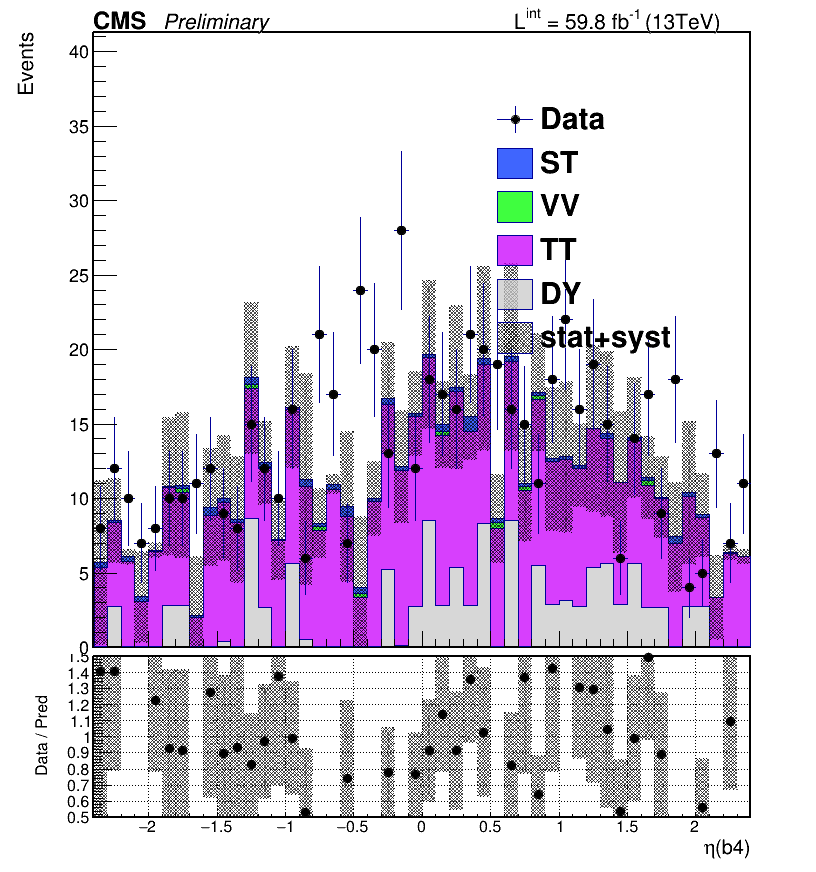 CMS Preliminary L^int = 59.8 fb^-1 (13TeV)
Events
40
35
30
25
20
15
10
5
0
Data
ST
VV
TT
DY
stat+syst
Data / Pred
1.5
1.4
1.3
1.2
1.1
1
0.9
0.8
0.7
0.6
0.5
−2 −1.5 −1 −0.5 0 0.5 1 1.5 2
η(b4)